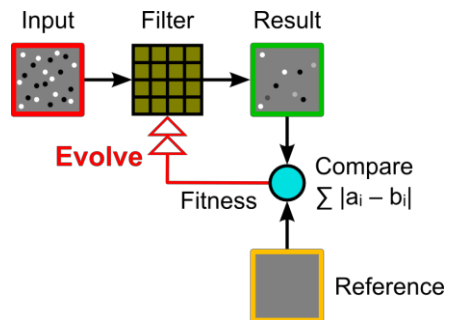 Input
Filter
Result
Evolve
Fitness
Compare
∑ |aᵢ – bᵢ|
Reference